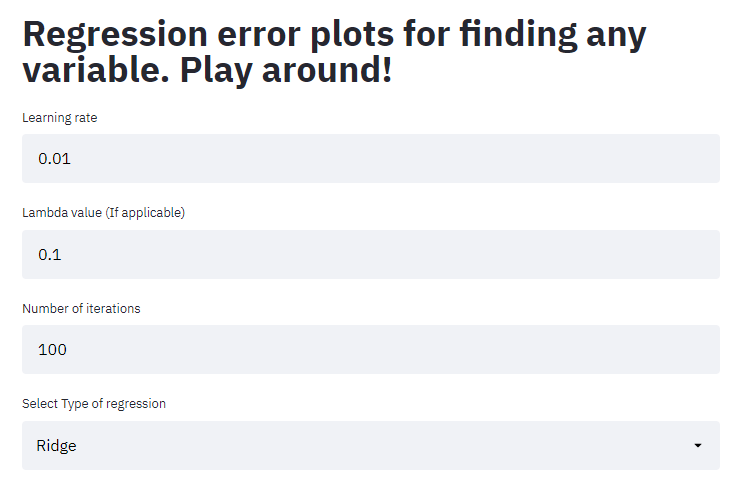 Regression error plots for finding any
variable. Play around!
Learning rate
0.01
Lambda value (If applicable)
0.1
Number of iterations
100
Select Type of regression
Ridge